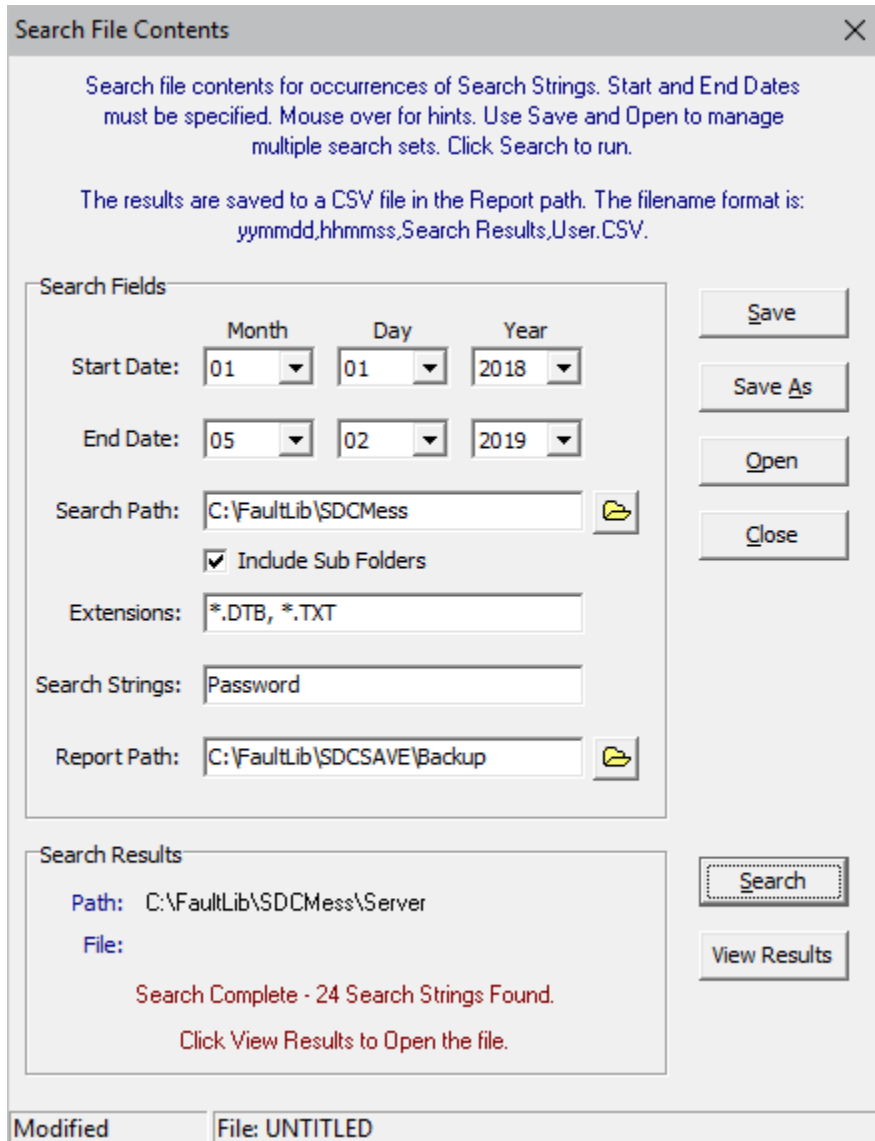 Search File Contents
Search file contents for occurrences of Search Strings. Start and End Dates
must be specified. Mouse over for hints. Use Save and Open to manage
multiple search sets. Click Search to run.
The results are saved to a CSV file in the Report path. The filename format is:
yymmdd,hhmmss,Search Results,User.CSV.
Search Fields
Month Day Year
Start Date: 01 01 2018
End Date: 05 02 2019
Search Path: C:\FaultLib\SDCMess
Include Sub Folders
Extensions: *.DTB, *.TXT
Search Strings: Password
Report Path: C:\FaultLib\SDCSAVE\Backup
Save
Save As
Open
Close
Search Results
Path: C:\FaultLib\SDCMess\Server
File:
Search Complete - 24 Search Strings Found.
Click View Results to Open the file.
Search
View Results
Modified File: UNTITLED